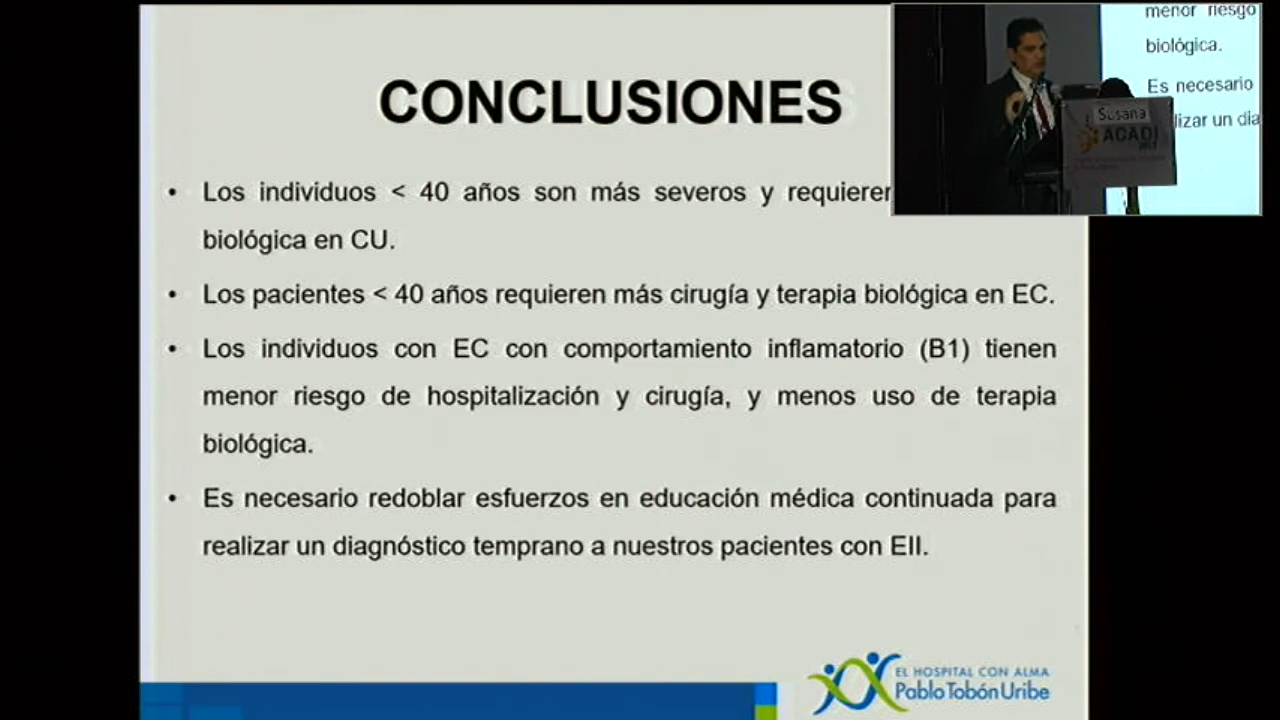 CONCLUSIONES
• Los individuos < 40 años son más severos y requieren
biológica en CU.
• Los pacientes < 40 años requieren más cirugía y terapia biológica en EC.
• Los individuos con EC con comportamiento inflamatorio (B1) tienen
menor riesgo de hospitalización y cirugía, y menos uso de terapia
biológica.
• Es necesario redoblar esfuerzos en educación médica continuada para
realizar un diagnóstico temprano a nuestros pacientes con EII.
EL HOSPITAL CON ALMA
Pablo Tobón Uribe
menor riesgo
biológica.
Es necesario
lizar un dia
Susana
ACADI